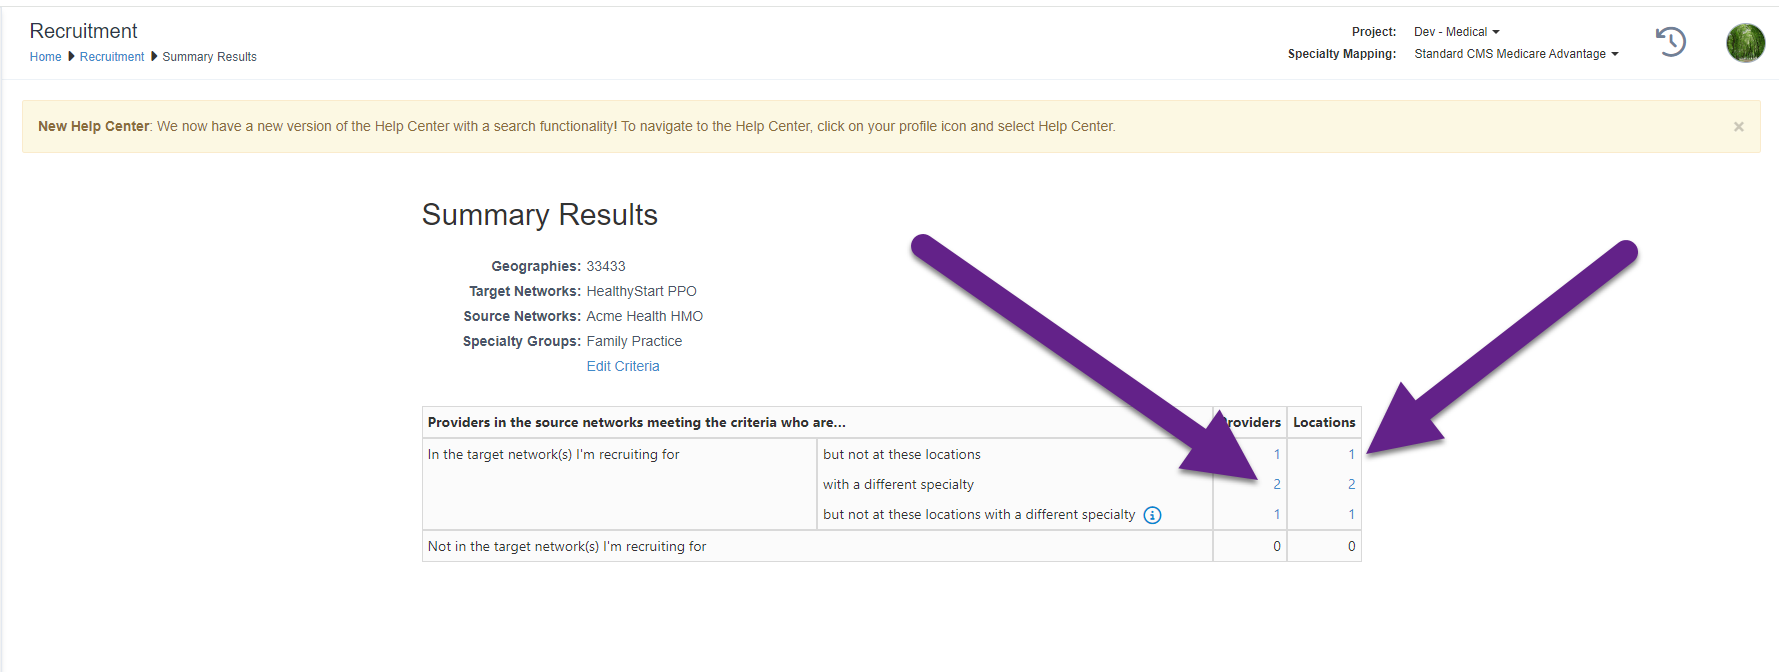 Recruitment
Project: Dev - Medical
Home Recruitment Summary Results
Specialty Mapping: Standard CMS Medicare Advantage
New Help Center: We now have a new version of the Help Center with a search functionality! To navigate to the Help Center, click on your profile icon and select Help Center. ×
Summary Results
Geographies: 33433
Target Networks: HealthyStart PPO
Source Networks: Acme Health HMO
Specialty Groups: Family Practice
Edit Criteria
Providers in the source networks meeting the criteria who are... roviders Locations
In the target network(s) I'm recruiting for but not at these locations 1 1
with a different specialty 2 2
but not at these locations with a different specialty 1 1
Not in the target network(s) I'm recruiting for 0 0